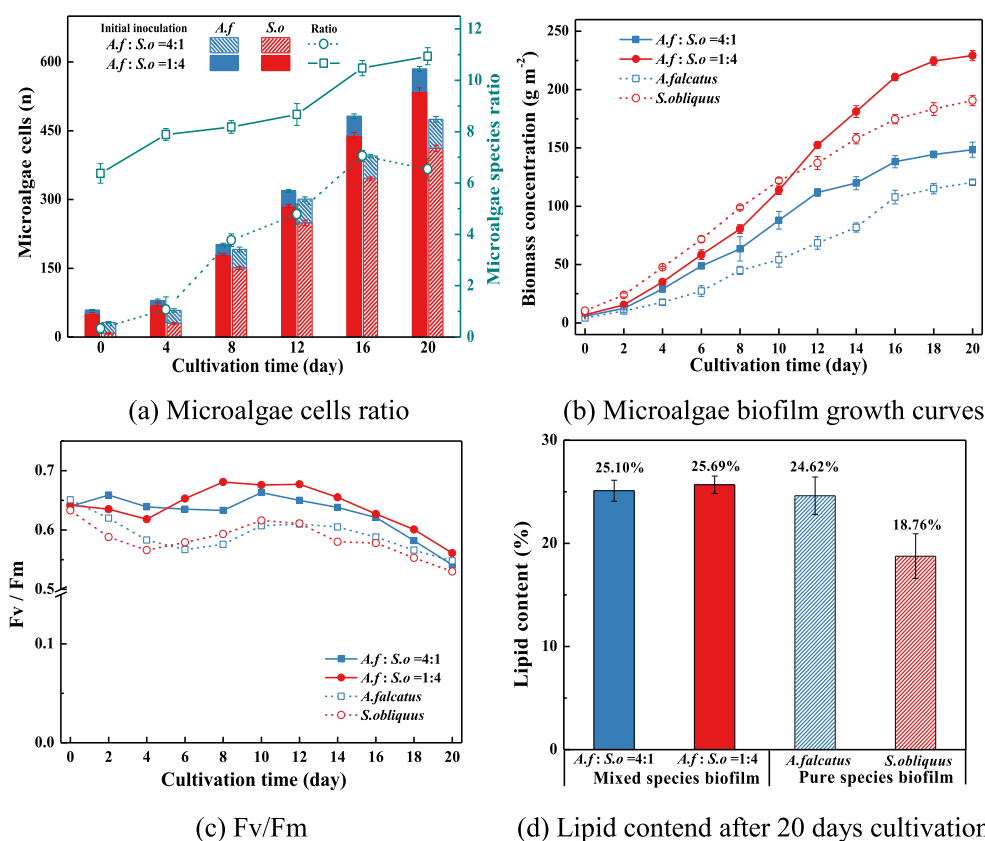 Initial inoculation A.f S.o Ratio
A.f : S.o =4:1
A.f : S.o =1:4
600
450
300
150
0
12
10
8
6
4
2
0
Microalgae cells (n)
Microalgae species ratio
0 4 8 12 16 20
Cultivation time (day)
(a) Microalgae cells ratio
A.f : S.o =4:1
A.f : S.o =1:4
A.falcatus
S.obliquus
250
200
150
100
50
0
Biomass concentration (g m⁻²)
0 2 4 6 8 10 12 14 16 18 20
Cultivation time (day)
(b) Microalgae biofilm growth curves
0.7
0.6
0.5
0.1
0.0
Fv / Fm
A.f : S.o =4:1
A.f : S.o =1:4
A.falcatus
S.obliquus
0 2 4 6 8 10 12 14 16 18 20
Cultivation time (day)
(c) Fv/Fm
30
20
10
0
Lipid content (%)
25.10% 25.69% 24.62% 18.76%
A.f : S.o =4:1 A.f : S.o =1:4 A.falcatus S.obliquus
Mixed species biofilm Pure species biofilm
(d) Lipid contend after 20 days cultivation